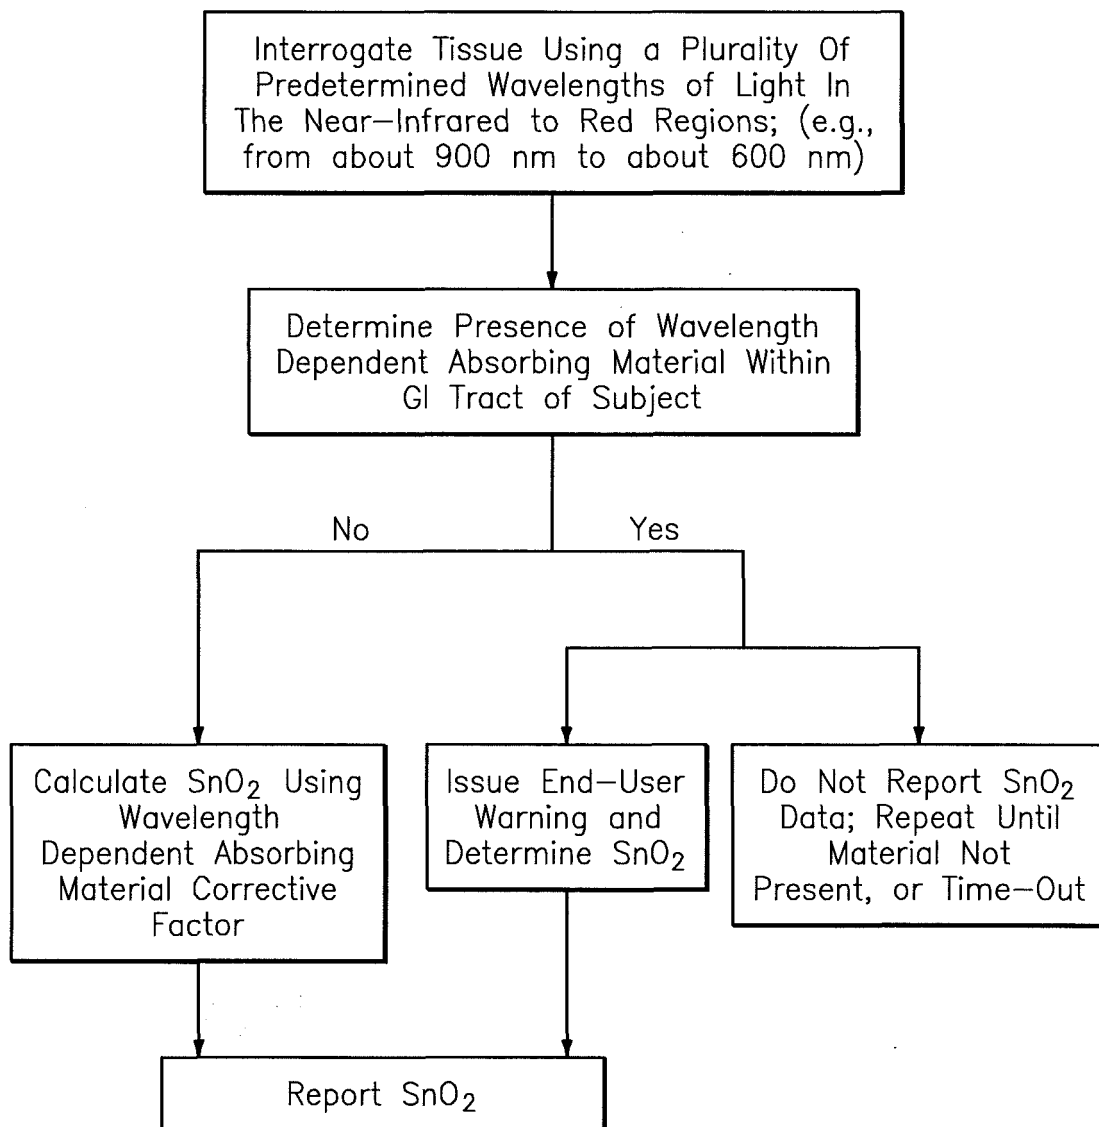 Interrogate Tissue Using a Plurality Of
Predetermined Wavelengths of Light In
The Near–Infrared to Red Regions; (e.g.,
from about 900 nm to about 600 nm)
Determine Presence of Wavelength
Dependent Absorbing Material Within
GI Tract of Subject
No
Yes
Calculate SnO₂ Using
Wavelength
Dependent Absorbing
Material Corrective
Factor
Issue End–User
Warning and
Determine SnO₂
Do Not Report SnO₂
Data; Repeat Until
Material Not
Present, or Time–Out
Report SnO₂